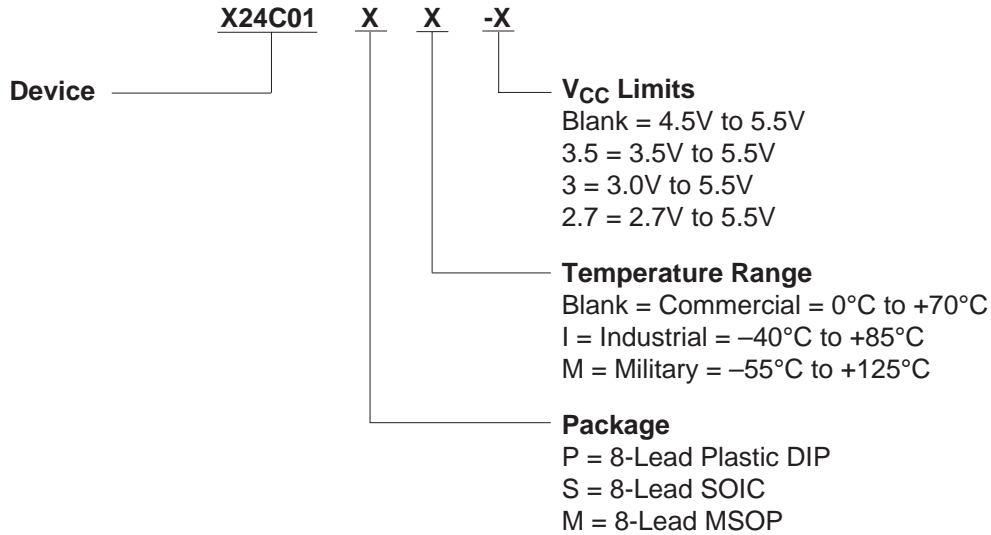 X24C01 X X -X
Device
VCC Limits
Blank = 4.5V to 5.5V
3.5 = 3.5V to 5.5V
3 = 3.0V to 5.5V
2.7 = 2.7V to 5.5V
Temperature Range
Blank = Commercial = 0°C to +70°C
I = Industrial = –40°C to +85°C
M = Military = –55°C to +125°C
Package
P = 8-Lead Plastic DIP
S = 8-Lead SOIC
M = 8-Lead MSOP